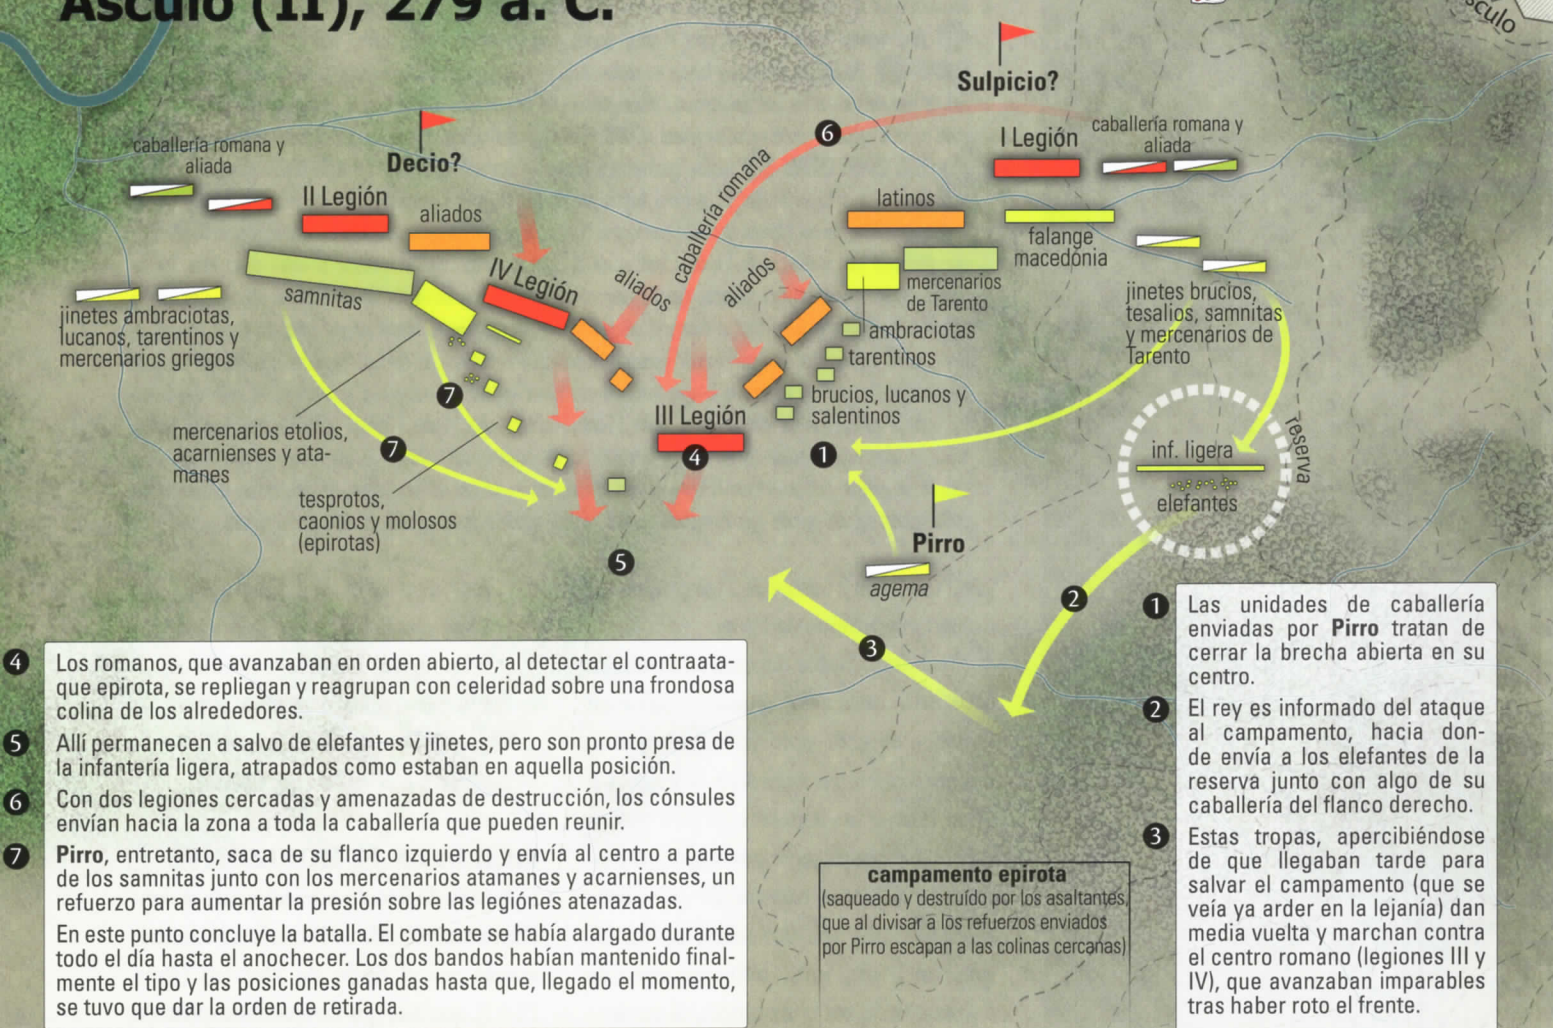 Ásculo (II), 279 a. C.
Sulpicio?
6
Decio?
caballería romana y
aliada
II Legión
aliados
IV Legión
aliados
caballería romana
aliados
I Legión
caballería romana y
aliada
latinos
falange
macedonia
mercenarios
de Tarento
ambraciotas
tarentinos
brucios, lucanos y
salentinos
jinetes brucios,
tesalios, samnitas
y mercenarios de
Tarento
samnitas
jinetes ambraciotas,
lucanos, tarentinos y
mercenarios griegos
7
7
mercenarios etolios,
acarnienses y ata-
manes
tesprotos,
caonios y molosos
(epirotas)
III Legión
4
1
5
inf. ligera
elefantes
reserva
Pirro
agema
2
3
1 Las unidades de caballería
enviadas por Pirro tratan de
cerrar la brecha abierta en su
centro.
2 El rey es informado del ataque
al campamento, hacia don-
de envía a los elefantes de la
reserva junto con algo de su
caballería del flanco derecho.
3 Estas tropas, apercibiéndose
de que llegaban tarde para
salvar el campamento (que se
veía ya arder en la lejanía) dan
media vuelta y marchan contra
el centro romano (legiones III y
IV), que avanzaban imparables
tras haber roto el frente.
4 Los romanos, que avanzaban en orden abierto, al detectar el contraata-
que epirota, se repliegan y reagrupan con celeridad sobre una frondosa
colina de los alrededores.
5 Allí permanecen a salvo de elefantes y jinetes, pero son pronto presa de
la infantería ligera, atrapados como estaban en aquella posición.
6 Con dos legiones cercadas y amenazadas de destrucción, los cónsules
envían hacia la zona a toda la caballería que pueden reunir.
7 Pirro, entretanto, saca de su flanco izquierdo y envía al centro a parte
de los samnitas junto con los mercenarios atamanes y acarnienses, un
refuerzo para aumentar la presión sobre las legiónes atenazadas.
En este punto concluye la batalla. El combate se había alargado durante
todo el día hasta el anochecer. Los dos bandos habían mantenido final-
mente el tipo y las posiciones ganadas hasta que, llegado el momento,
se tuvo que dar la orden de retirada.
campamento epirota
(saqueado y destruído por los asaltantes,
que al divisar a los refuerzos enviados
por Pirro escapan a las colinas cercanas)